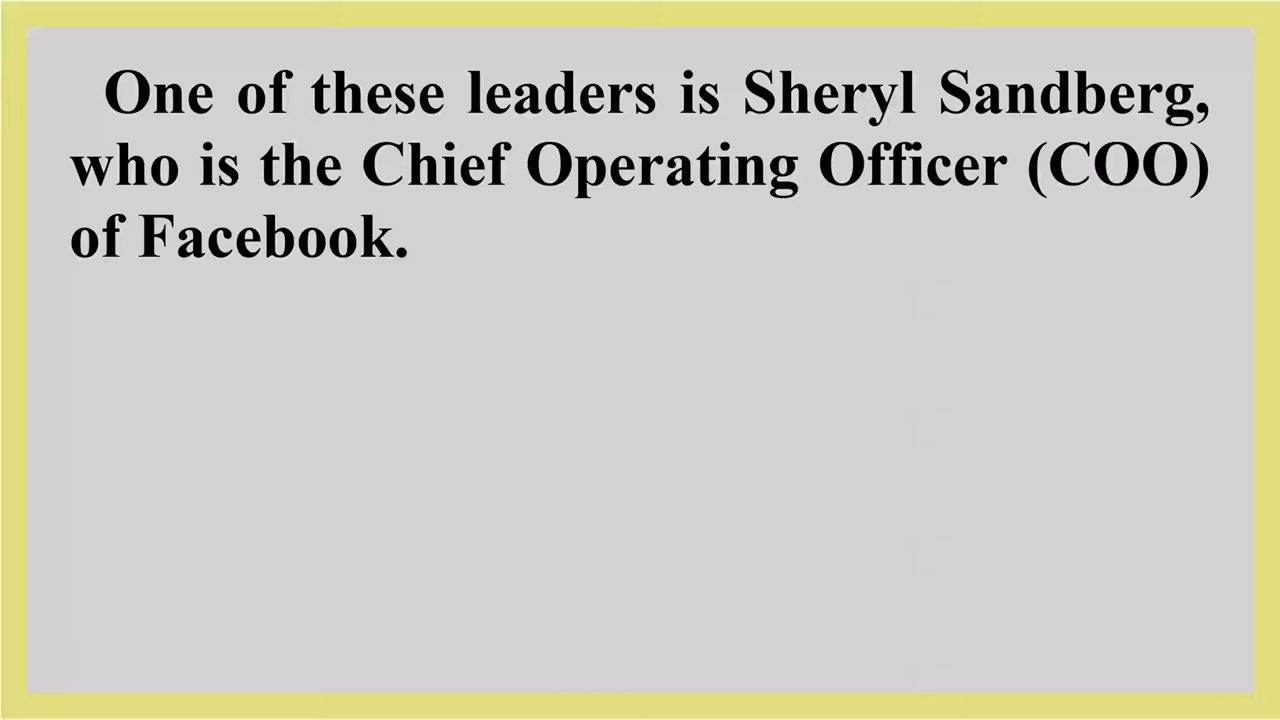 One of these leaders is Sheryl Sandberg,
who is the Chief Operating Officer (COO)
of Facebook.